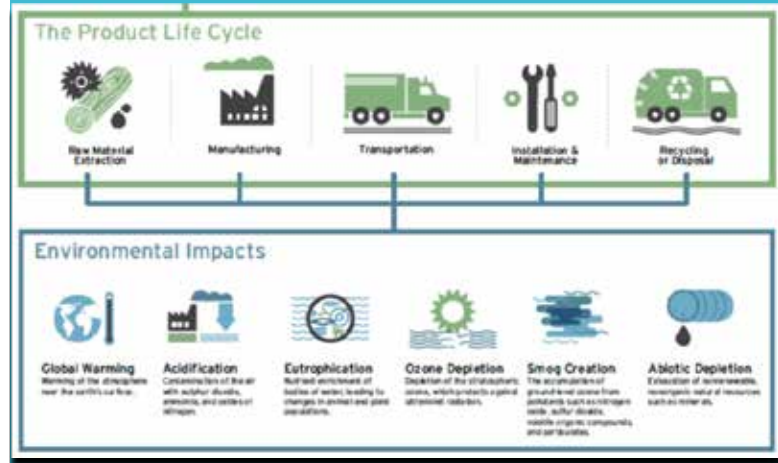 The Product Life Cycle
Raw Material
Extraction
Manufacturing
Transportation
Installation &
Maintenance
Recycling
or Disposal
Environmental Impacts
Global Warming
Warming of the atmosphere
near the earth's surface.
Acidification
Contamination of the air
with sulphur dioxide,
ammonia, and oxides of
nitrogen.
Eutrophication
Nutrient enrichment of
bodies of water, leading to
changes in animal and plant
populations.
Ozone Depletion
Depletion of the stratospheric
ozone, which protects against
ultraviolet radiation.
Smog Creation
The accumulation of
ground-level ozone from
pollutants such as nitrogen
oxide, sulfur dioxide,
volatile organic compounds,
and particulates.
Abiotic Depletion
Exhaustion of nonrenewable,
nonorganic natural resources
such as minerals.